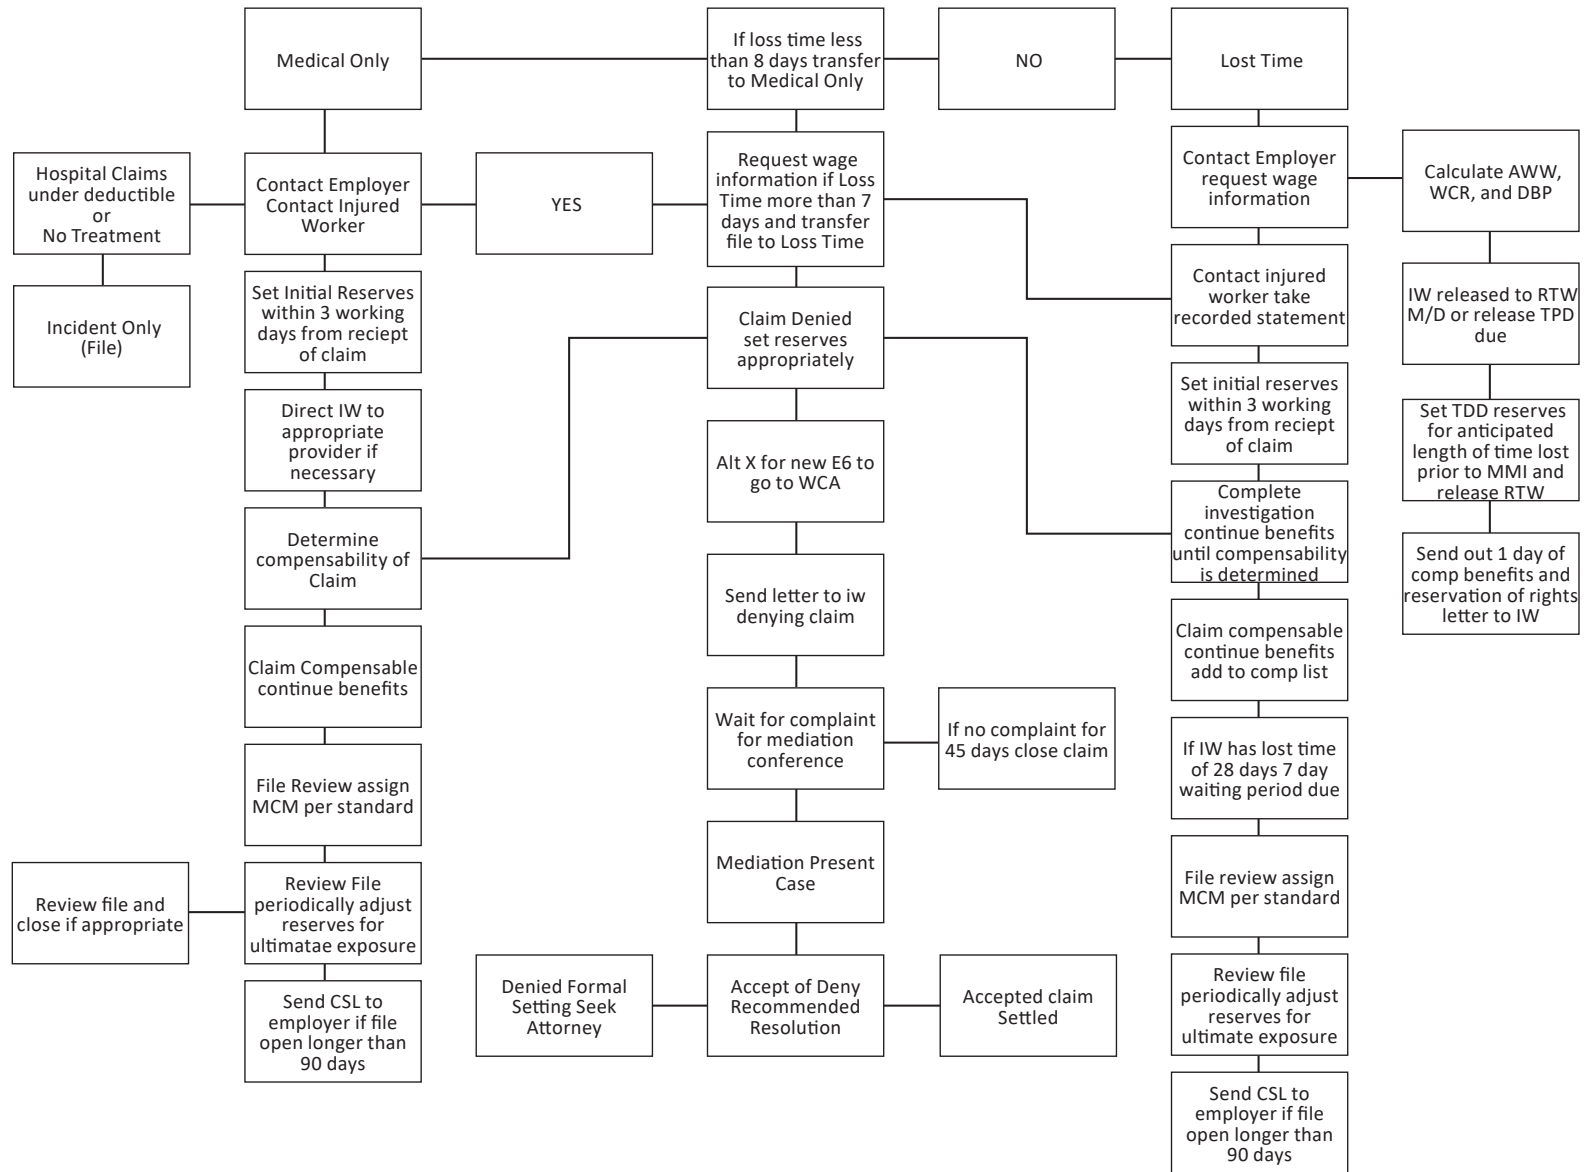 Medical Only
If loss time less
than 8 days transfer
to Medical Only
NO
Lost Time
Hospital Claims
under deductible
or
No Treatment
Contact Employer
Contact Injured
Worker
YES
Request wage
information if Loss
Time more than 7
days and transfer
file to Loss Time
Contact Employer
request wage
information
Calculate AWW,
WCR, and DBP
Incident Only
(File)
Set Initial Reserves
within 3 working
days from reciept
of claim
Claim Denied
set reserves
appropriately
Contact injured
worker take
recorded statement
IW released to RTW
M/D or release TPD
due
Direct IW to
appropriate
provider if
necessary
Alt X for new E6 to
go to WCA
Set initial reserves
within 3 working
days from reciept
of claim
Set TDD reserves
for anticipated
length of time lost
prior to MMI and
release RTW
Determine
compensability of
Claim
Send letter to iw
denying claim
Complete
investigation
continue benefits
until compensability
is determined
Send out 1 day of
comp benefits and
reservation of rights
letter to IW
Claim Compensable
continue benefits
Wait for complaint
for mediation
conference
If no complaint for
45 days close claim
Claim compensable
continue benefits
add to comp list
File Review assign
MCM per standard
Mediation Present
Case
If IW has lost time
of 28 days 7 day
waiting period due
Review file and
close if appropriate
Review File
periodically adjust
reserves for
ultimatae exposure
File review assign
MCM per standard
Send CSL to
employer if file
open longer than
90 days
Denied Formal
Setting Seek
Attorney
Accept of Deny
Recommended
Resolution
Accepted claim
Settled
Review file
periodically adjust
reserves for
ultimate exposure
Send CSL to
employer if file
open longer than
90 days